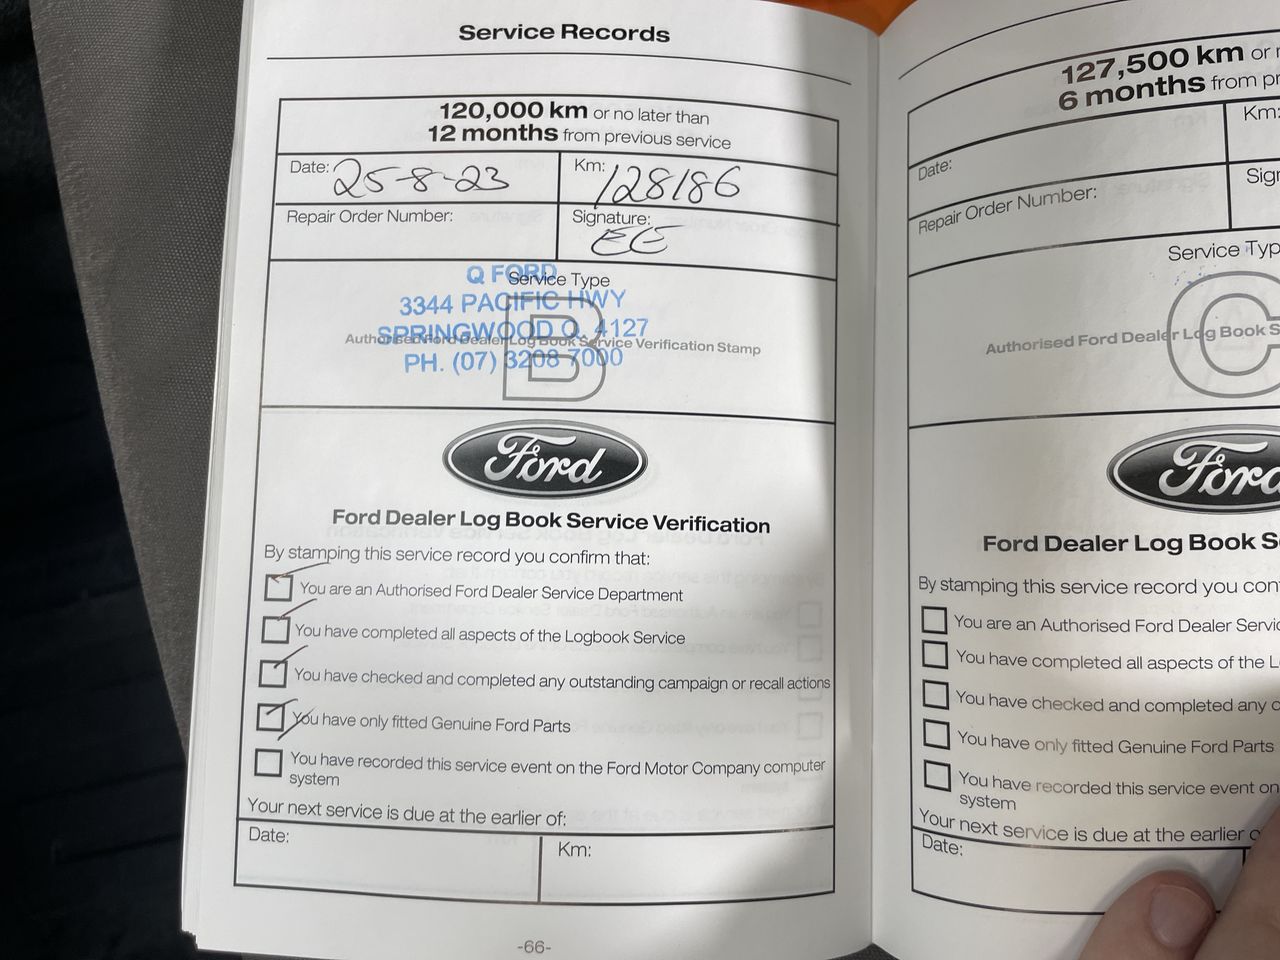 Service Records
120,000 km or no later than
12 months from previous service
Date: 25-8-23
Km: 128186
Repair Order Number:
Signature: EE
Service Type
B
Authorised Ford Dealer Log Book Service Verification Stamp
Q FORD
3344 PACIFIC HWY
SPRINGWOOD Q. 4127
PH. (07) 3208 7000
Ford
Ford Dealer Log Book Service Verification
By stamping this service record you confirm that:
You are an Authorised Ford Dealer Service Department
You have completed all aspects of the Logbook Service
You have checked and completed any outstanding campaign or recall actions
You have only fitted Genuine Ford Parts
You have recorded this service event on the Ford Motor Company computer
system
Your next service is due at the earlier of:
Date:
Km:
-66-
127,500 km or
6 months from
Date:
Km:
Repair Order Number:
Service
C
Authorised Ford Dealer Log Book
Ford
Ford Dealer Log Book
By stamping this service record you
You are an Authorised Ford Dealer
You have completed all aspects of the
You have checked and completed any
You have only fitted Genuine Ford Parts
You have recorded this service event on
system
Your next service is due at the earlier
Date: